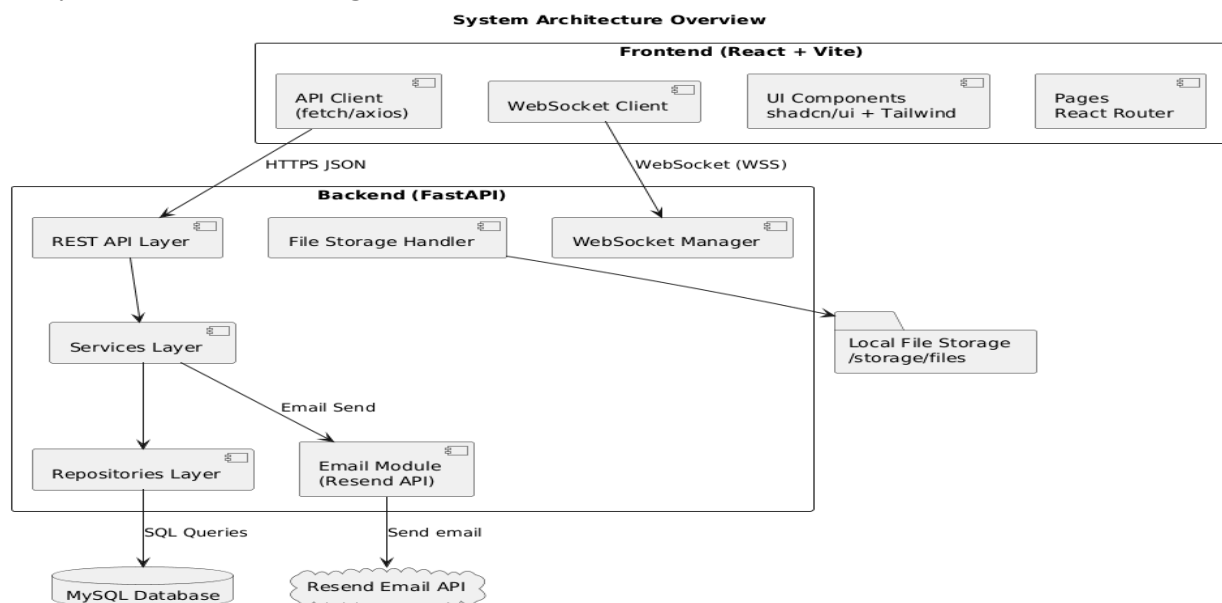 System Architecture Overview
Frontend (React + Vite)
API Client
(fetch/axios)
WebSocket Client
UI Components
shadcn/ui + Tailwind
Pages
React Router
HTTPS JSON
WebSocket (WSS)
Backend (FastAPI)
REST API Layer
File Storage Handler
WebSocket Manager
Services Layer
Local File Storage
/storage/files
Email Send
Repositories Layer
Email Module
(Resend API)
SQL Queries
Send email
MySQL Database
Resend Email API